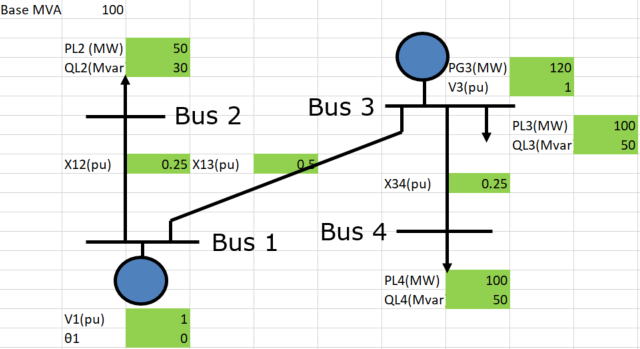 Base MVA 100
PL2 (MW) 50
QL2(Mvar 30
PG3(MW) 120
V3(pu) 1
Bus 2
Bus 3
PL3(MW) 100
QL3(Mvar 50
X12(pu) 0.25 X13(pu) 0.5
X34(pu) 0.25
Bus 1
Bus 4
PL4(MW) 100
QL4(Mvar 50
V1(pu) 1
θ1 0